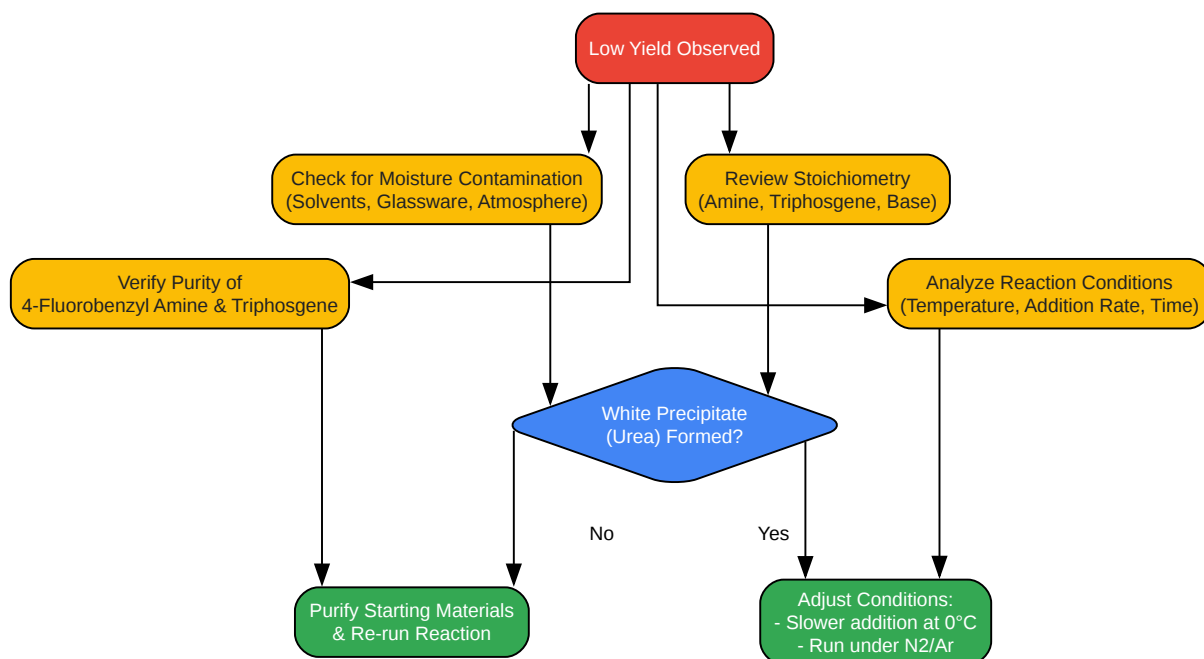 Low Yield Observed
Check for Moisture Contamination
(Solvents, Glassware, Atmosphere)
Review Stoichiometry
(Amine, Triphosgene, Base)
Verify Purity of
4-Fluorobenzyl Amine & Triphosgene
Analyze Reaction Conditions
(Temperature, Addition Rate, Time)
White Precipitate
(Urea) Formed?
No
Yes
Purify Starting Materials
& Re-run Reaction
Adjust Conditions:
- Slower addition at 0°C
- Run under N2/Ar